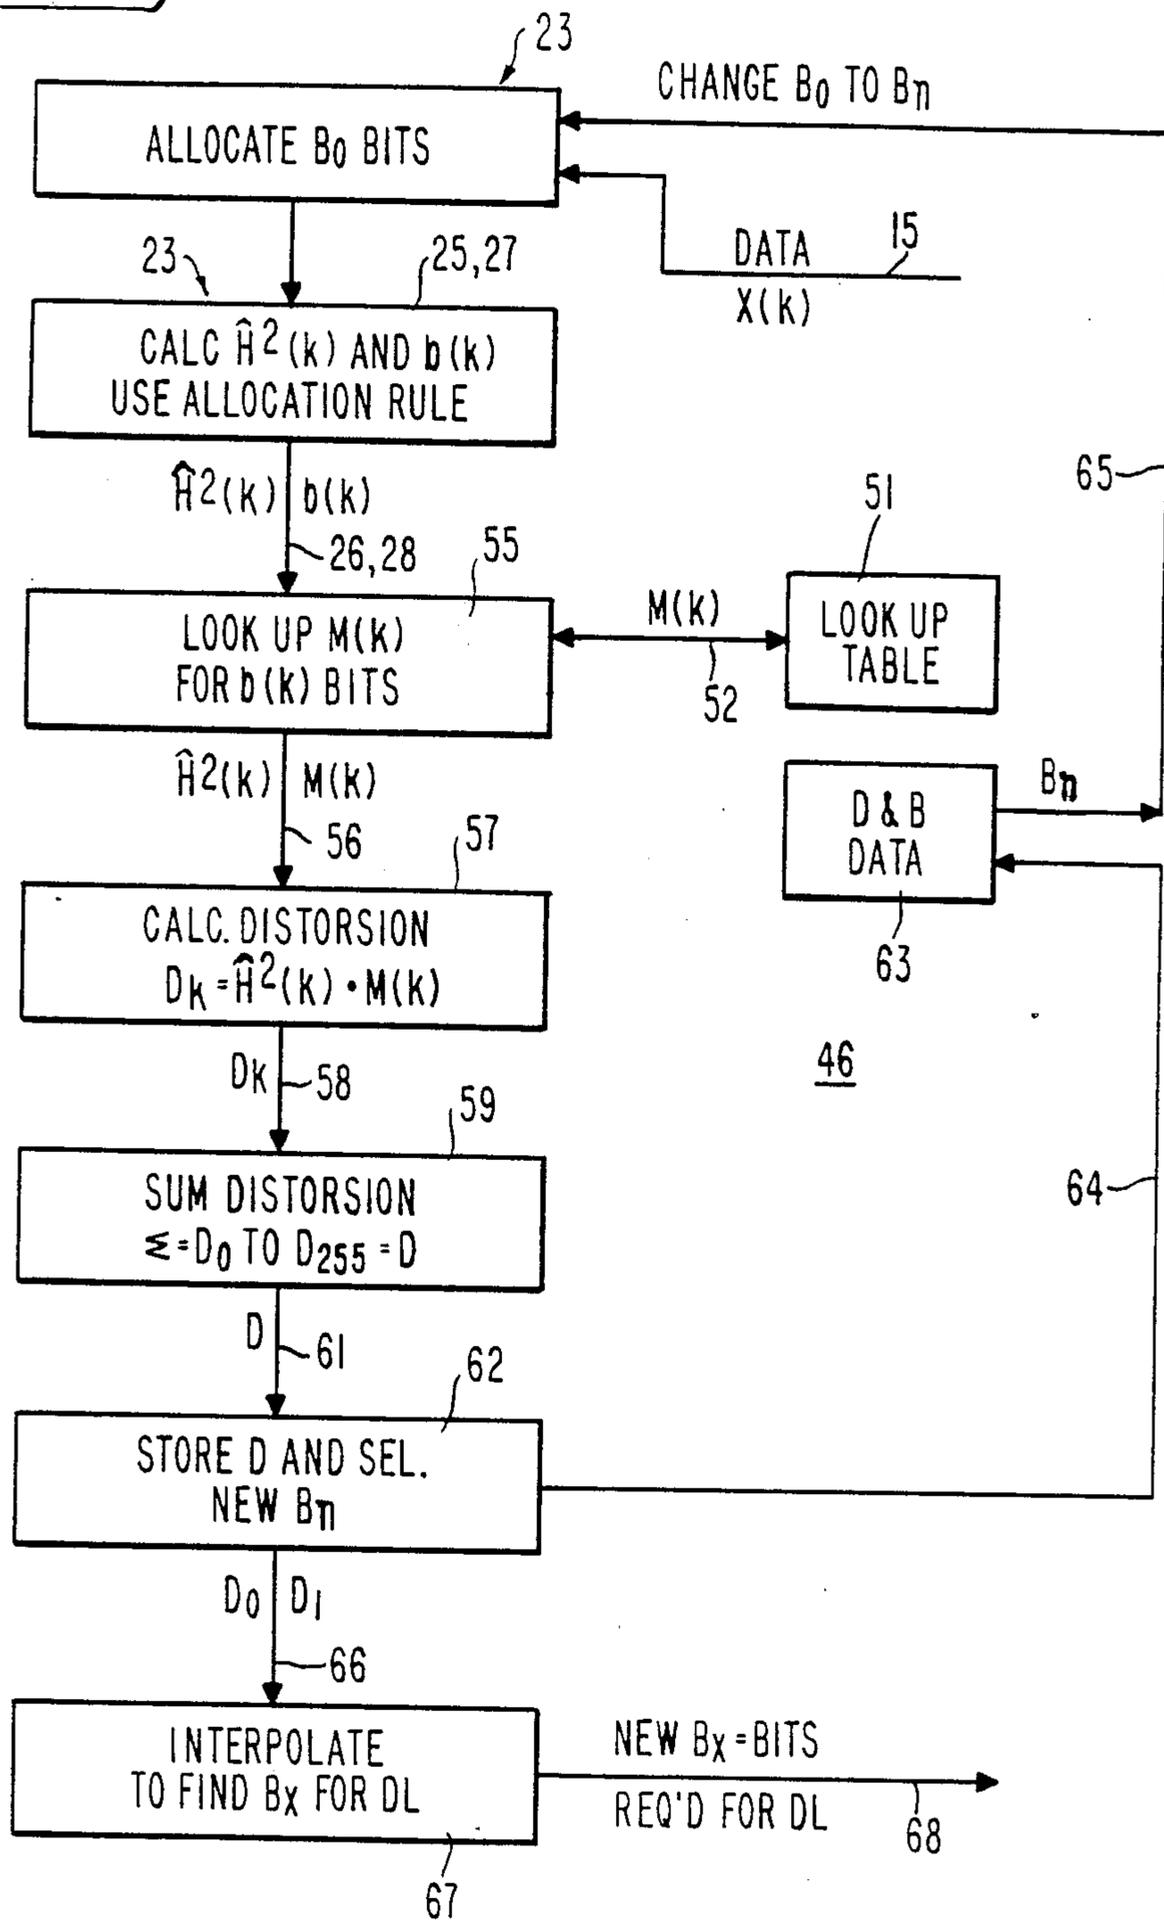 23
CHANGE B0 TO Bn
ALLOCATE B0 BITS
15
DATA
X(k)
23
25,27
CALC Ĥ2(k) AND b(k)
USE ALLOCATION RULE
Ĥ2(k) b(k)
26,28
65
51
55
LOOK UP M(k)
FOR b(k) BITS
M(k)
52
LOOK UP
TABLE
Ĥ2(k) M(k)
56
57
D & B
DATA
Bn
63
CALC. DISTORSION
Dk = Ĥ2(k) • M(k)
46
Dk
58
59
64
SUM DISTORSION
Σ = D0 TO D255 = D
D
61
62
STORE D AND SEL.
NEW Bn
D0 D1
66
INTERPOLATE
TO FIND Bx FOR DL
NEW Bx = BITS
REQ'D FOR DL
68
67